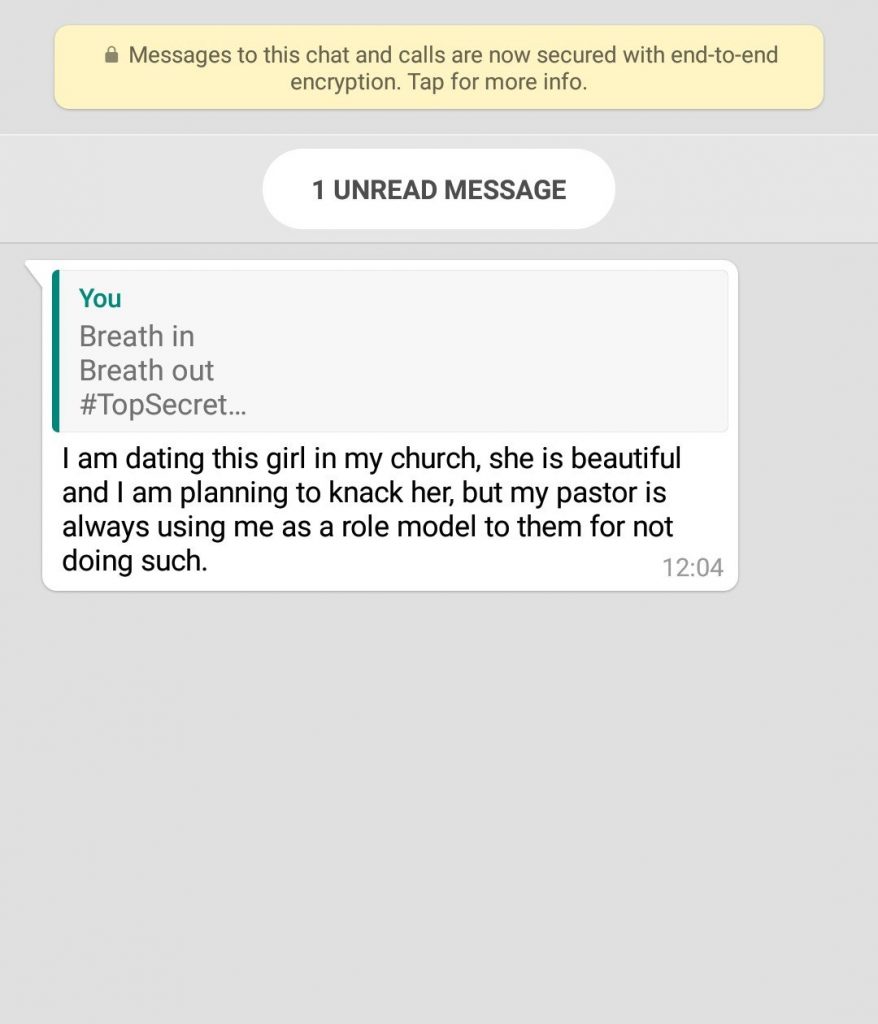 Messages to this chat and calls are now secured with end-to-end
encryption. Tap for more info.
1 UNREAD MESSAGE
You
Breath in
Breath out
#TopSecret...
I am dating this girl in my church, she is beautiful
and I am planning to knack her, but my pastor is
always using me as a role model to them for not
doing such.
12:04